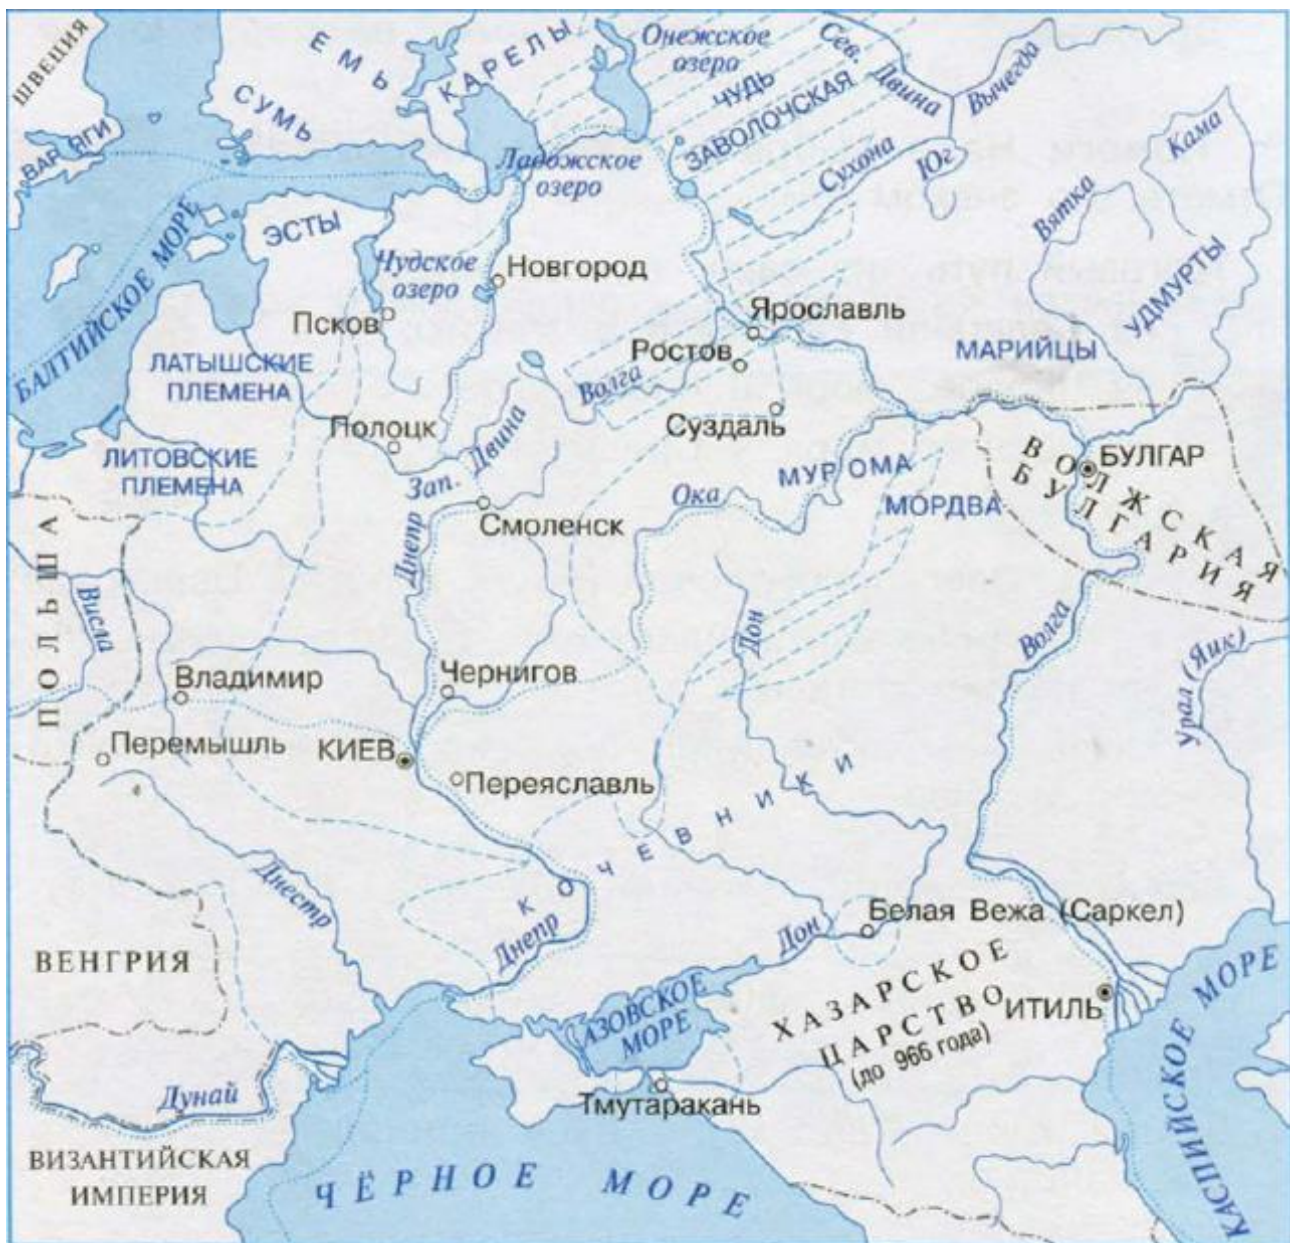 ШВЕЦИЯ
ЕМЬ
КАРЕЛЫ
Онежское
озеро
Сев. Двина
Вычегда
СУМЬ
ЧУДЬ
ЗАВОЛОЧСКАЯ
ВАРЯГИ
Ладожское
озеро
Сухона
Юг
Кама
Вятка
ЭСТЫ
Чудское
озеро
Новгород
УДМУРТЫ
БАЛТИЙСКОЕ МОРЕ
Псков
Ярославль
Ростов
МАРИЙЦЫ
ЛАТЫШСКИЕ
ПЛЕМЕНА
Волга
Суздаль
Полоцк
Зап. Двина
ЛИТОВСКИЕ
ПЛЕМЕНА
МУРОМА
БУЛГАР
ВОЛЖСКАЯ
БУЛГАРИЯ
Ока
МОРДВА
Смоленск
Днепр
ПОЛЬША
Висла
Дон
Волга
Урал (Яик)
Владимир
Чернигов
Перемышль
КИЕВ
Переяславль
КОЧЕВНИКИ
Днестр
Днепр
Белая Вежа (Саркел)
Дон
ВЕНГРИЯ
АЗОВСКОЕ
МОРЕ
ХАЗАРСКОЕ
ЦАРСТВО
(до 966 года)
ИТИЛЬ
КАСПИЙСКОЕ МОРЕ
Дунай
Тмутаракань
ВИЗАНТИЙСКАЯ
ИМПЕРИЯ
ЧЁРНОЕ МОРЕ